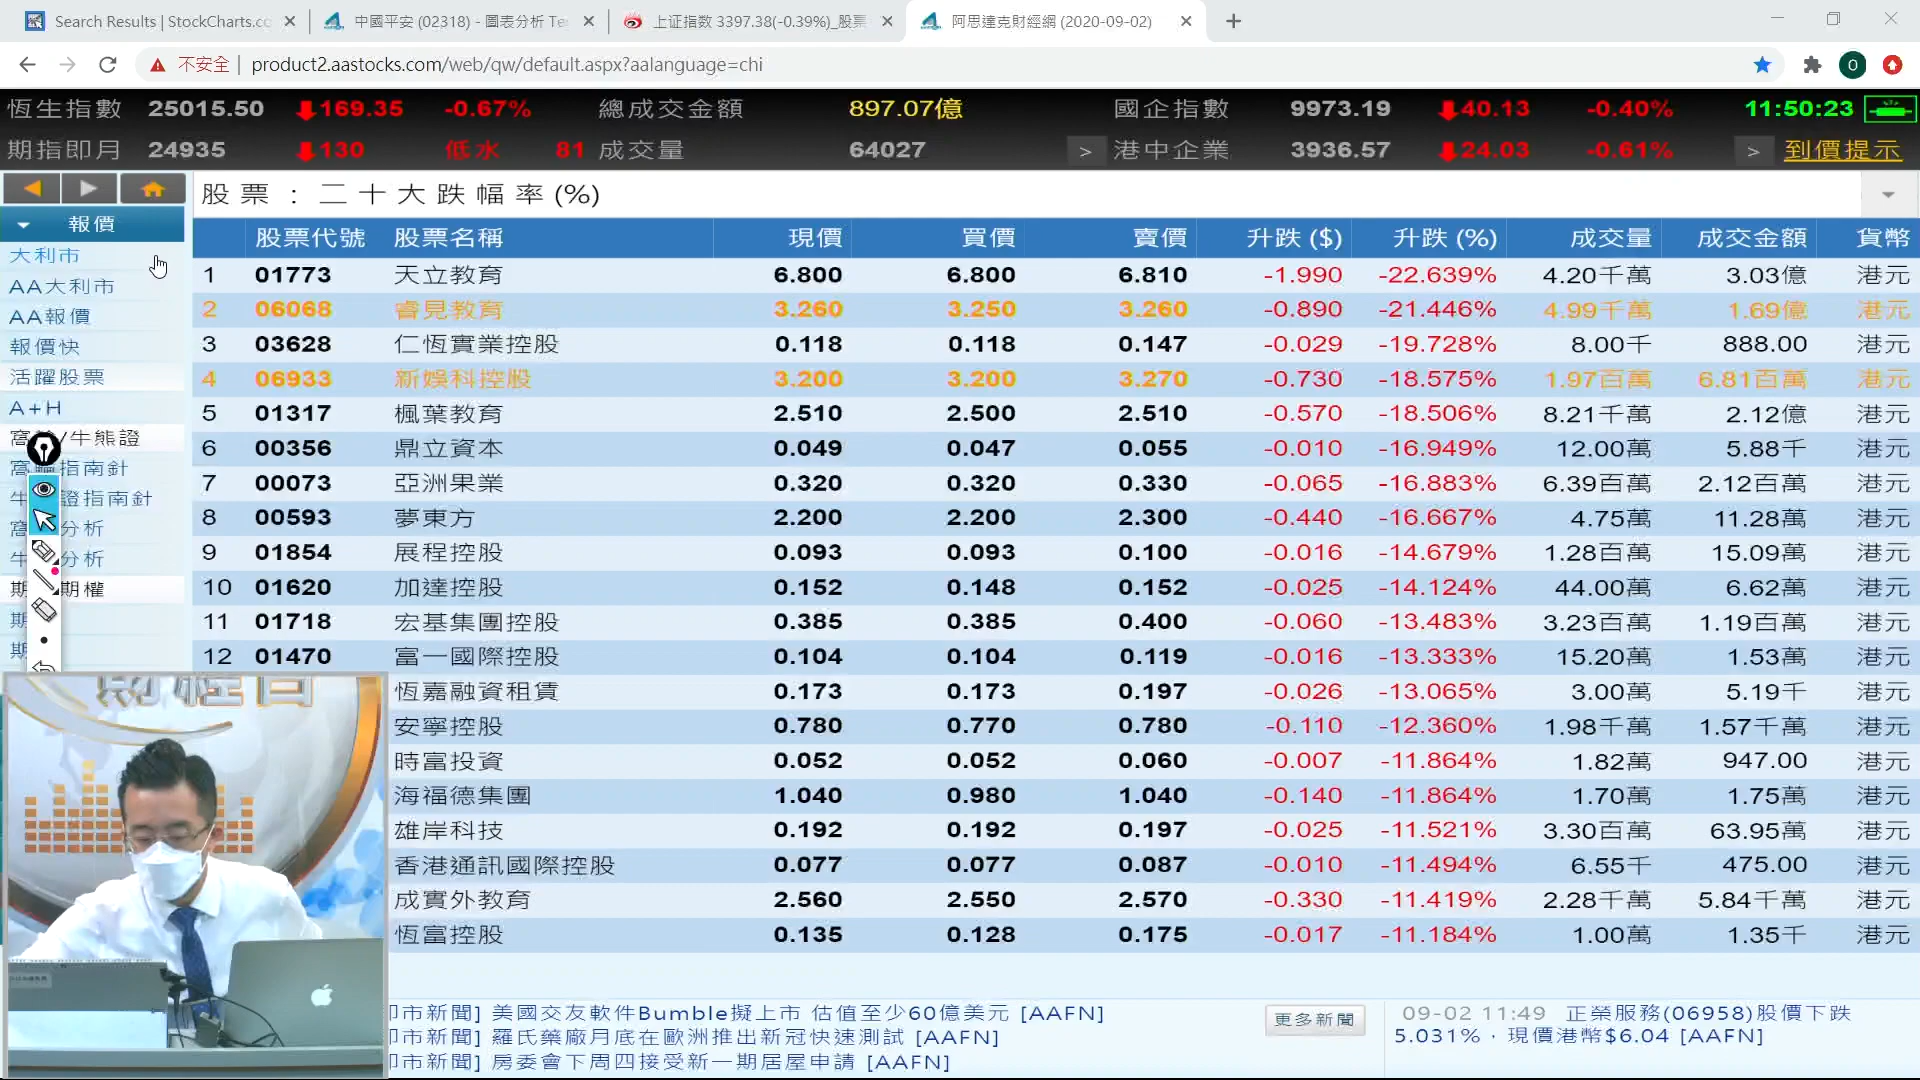 Search Results | StockCharts.co
中國平安 (02318) - 圖表分析 Te
上证指数 3397.38(-0.39%)_股票
阿思達克財經網 (2020-09-02)
不安全 | product2.aastocks.com/web/qw/default.aspx?aalanguage=chi
恆生指數 25015.50 169.35 -0.67% 總成交金額 897.07億 國企指數 9973.19 40.13 -0.40% 11:50:23
期指即月 24935 130 低水 81 成交量 64027 > 港中企業 3936.57 24.03 -0.61% > 到價提示
股票 : 二十大跌幅率(%)
報價
大利市
AA大利市
AA報價
報價快
活躍股票
A+H
/牛熊證
指南針
證指南針
分析
分析
期權
股票代號 股票名稱 現價 買價 賣價 升跌($) 升跌(%) 成交量 成交金額 貨幣
1 01773 天立教育 6.800 6.800 6.810 -1.990 -22.639% 4.20千萬 3.03億 港元
2 06068 睿見教育 3.260 3.250 3.260 -0.890 -21.446% 4.99千萬 1.69億 港元
3 03628 仁恆實業控股 0.118 0.118 0.147 -0.029 -19.728% 8.00千 888.00 港元
4 06933 新娛科控股 3.200 3.200 3.270 -0.730 -18.575% 1.97百萬 6.81百萬 港元
5 01317 楓葉教育 2.510 2.500 2.510 -0.570 -18.506% 8.21千萬 2.12億 港元
6 00356 鼎立資本 0.049 0.047 0.055 -0.010 -16.949% 12.00萬 5.88千 港元
7 00073 亞洲果業 0.320 0.320 0.330 -0.065 -16.883% 6.39百萬 2.12百萬 港元
8 00593 夢東方 2.200 2.200 2.300 -0.440 -16.667% 4.75萬 11.28萬 港元
9 01854 展程控股 0.093 0.093 0.100 -0.016 -14.679% 1.28百萬 15.09萬 港元
10 01620 加達控股 0.152 0.148 0.152 -0.025 -14.124% 44.00萬 6.62萬 港元
11 01718 宏基集團控股 0.385 0.385 0.400 -0.060 -13.483% 3.23百萬 1.19百萬 港元
12 01470 富一國際控股 0.104 0.104 0.119 -0.016 -13.333% 15.20萬 1.53萬 港元
恆嘉融資租賃 0.173 0.173 0.197 -0.026 -13.065% 3.00萬 5.19千 港元
安寧控股 0.780 0.770 0.780 -0.110 -12.360% 1.98千萬 1.57千萬 港元
時富投資 0.052 0.052 0.060 -0.007 -11.864% 1.82萬 947.00 港元
海福德集團 1.040 0.980 1.040 -0.140 -11.864% 1.70萬 1.75萬 港元
雄岸科技 0.192 0.192 0.197 -0.025 -11.521% 3.30百萬 63.95萬 港元
香港通訊國際控股 0.077 0.077 0.087 -0.010 -11.494% 6.55千 475.00 港元
成實外教育 2.560 2.550 2.570 -0.330 -11.419% 2.28千萬 5.84千萬 港元
恆富控股 0.135 0.128 0.175 -0.017 -11.184% 1.00萬 1.35千 港元
市新聞] 美國交友軟件Bumble擬上市 估值至少60億美元 [AAFN]
市新聞] 羅氏藥廠月底在歐洲推出新冠快速測試 [AAFN]
市新聞] 房委會下周四接受新一期居屋申請 [AAFN]
更多新聞
09-02 11:49 正榮服務(06958)股價下跌
5.031%，現價港幣$6.04 [AAFN]